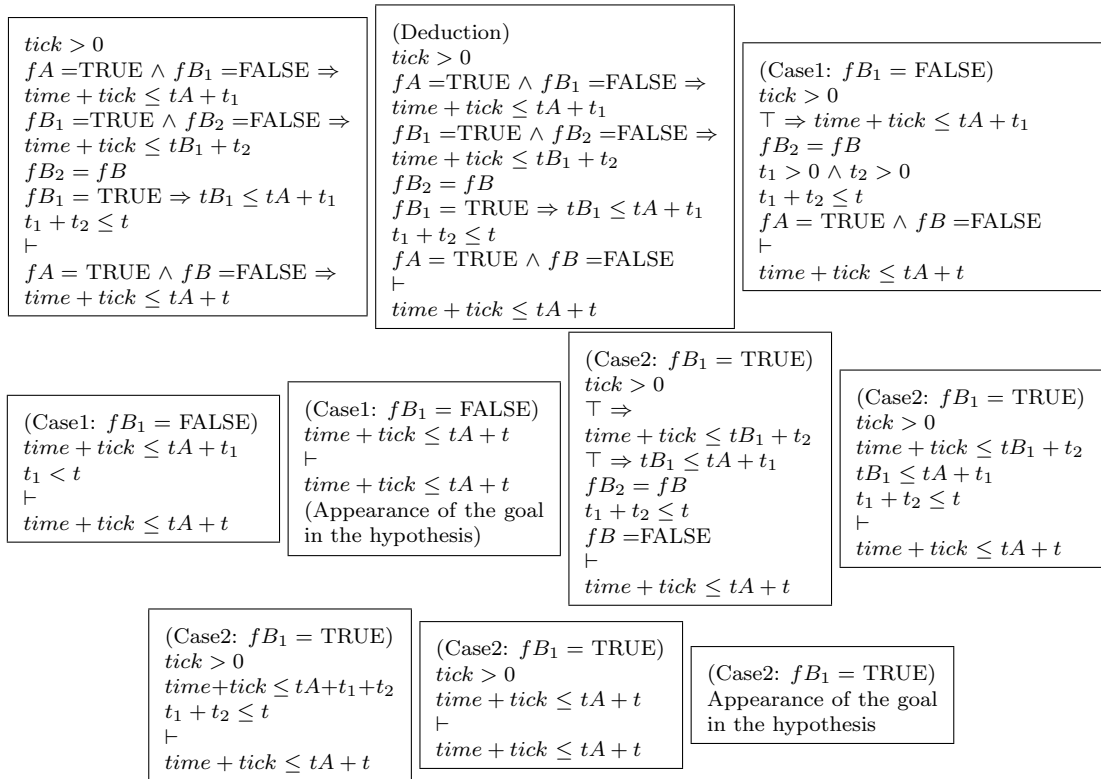 tick > 0
fA =TRUE ∧ fB₁ =FALSE ⇒
time + tick ≤ tA + t₁
fB₁ =TRUE ∧ fB₂ =FALSE ⇒
time + tick ≤ tB₁ + t₂
fB₂ = fB
fB₁ = TRUE ⇒ tB₁ ≤ tA + t₁
t₁ + t₂ ≤ t
⊢
fA = TRUE ∧ fB =FALSE ⇒
time + tick ≤ tA + t
(Deduction)
tick > 0
fA =TRUE ∧ fB₁ =FALSE ⇒
time + tick ≤ tA + t₁
fB₁ =TRUE ∧ fB₂ =FALSE ⇒
time + tick ≤ tB₁ + t₂
fB₂ = fB
fB₁ = TRUE ⇒ tB₁ ≤ tA + t₁
t₁ + t₂ ≤ t
fA = TRUE ∧ fB =FALSE
⊢
time + tick ≤ tA + t
(Case1: fB₁ = FALSE)
tick > 0
⊤ ⇒ time + tick ≤ tA + t₁
fB₂ = fB
t₁ > 0 ∧ t₂ > 0
t₁ + t₂ ≤ t
fA = TRUE ∧ fB =FALSE
⊢
time + tick ≤ tA + t
(Case1: fB₁ = FALSE)
time + tick ≤ tA + t₁
t₁ < t
⊢
time + tick ≤ tA + t
(Case1: fB₁ = FALSE)
time + tick ≤ tA + t
⊢
time + tick ≤ tA + t
(Appearance of the goal
in the hypothesis)
(Case2: fB₁ = TRUE)
tick > 0
⊤ ⇒
time + tick ≤ tB₁ + t₂
⊤ ⇒ tB₁ ≤ tA + t₁
fB₂ = fB
t₁ + t₂ ≤ t
fB =FALSE
⊢
time + tick ≤ tA + t
(Case2: fB₁ = TRUE)
tick > 0
time + tick ≤ tB₁ + t₂
tB₁ ≤ tA + t₁
t₁ + t₂ ≤ t
⊢
time + tick ≤ tA + t
(Case2: fB₁ = TRUE)
tick > 0
time+tick ≤ tA+t₁+t₂
t₁ + t₂ ≤ t
⊢
time + tick ≤ tA + t
(Case2: fB₁ = TRUE)
tick > 0
time + tick ≤ tA + t
⊢
time + tick ≤ tA + t
(Case2: fB₁ = TRUE)
Appearance of the goal
in the hypothesis